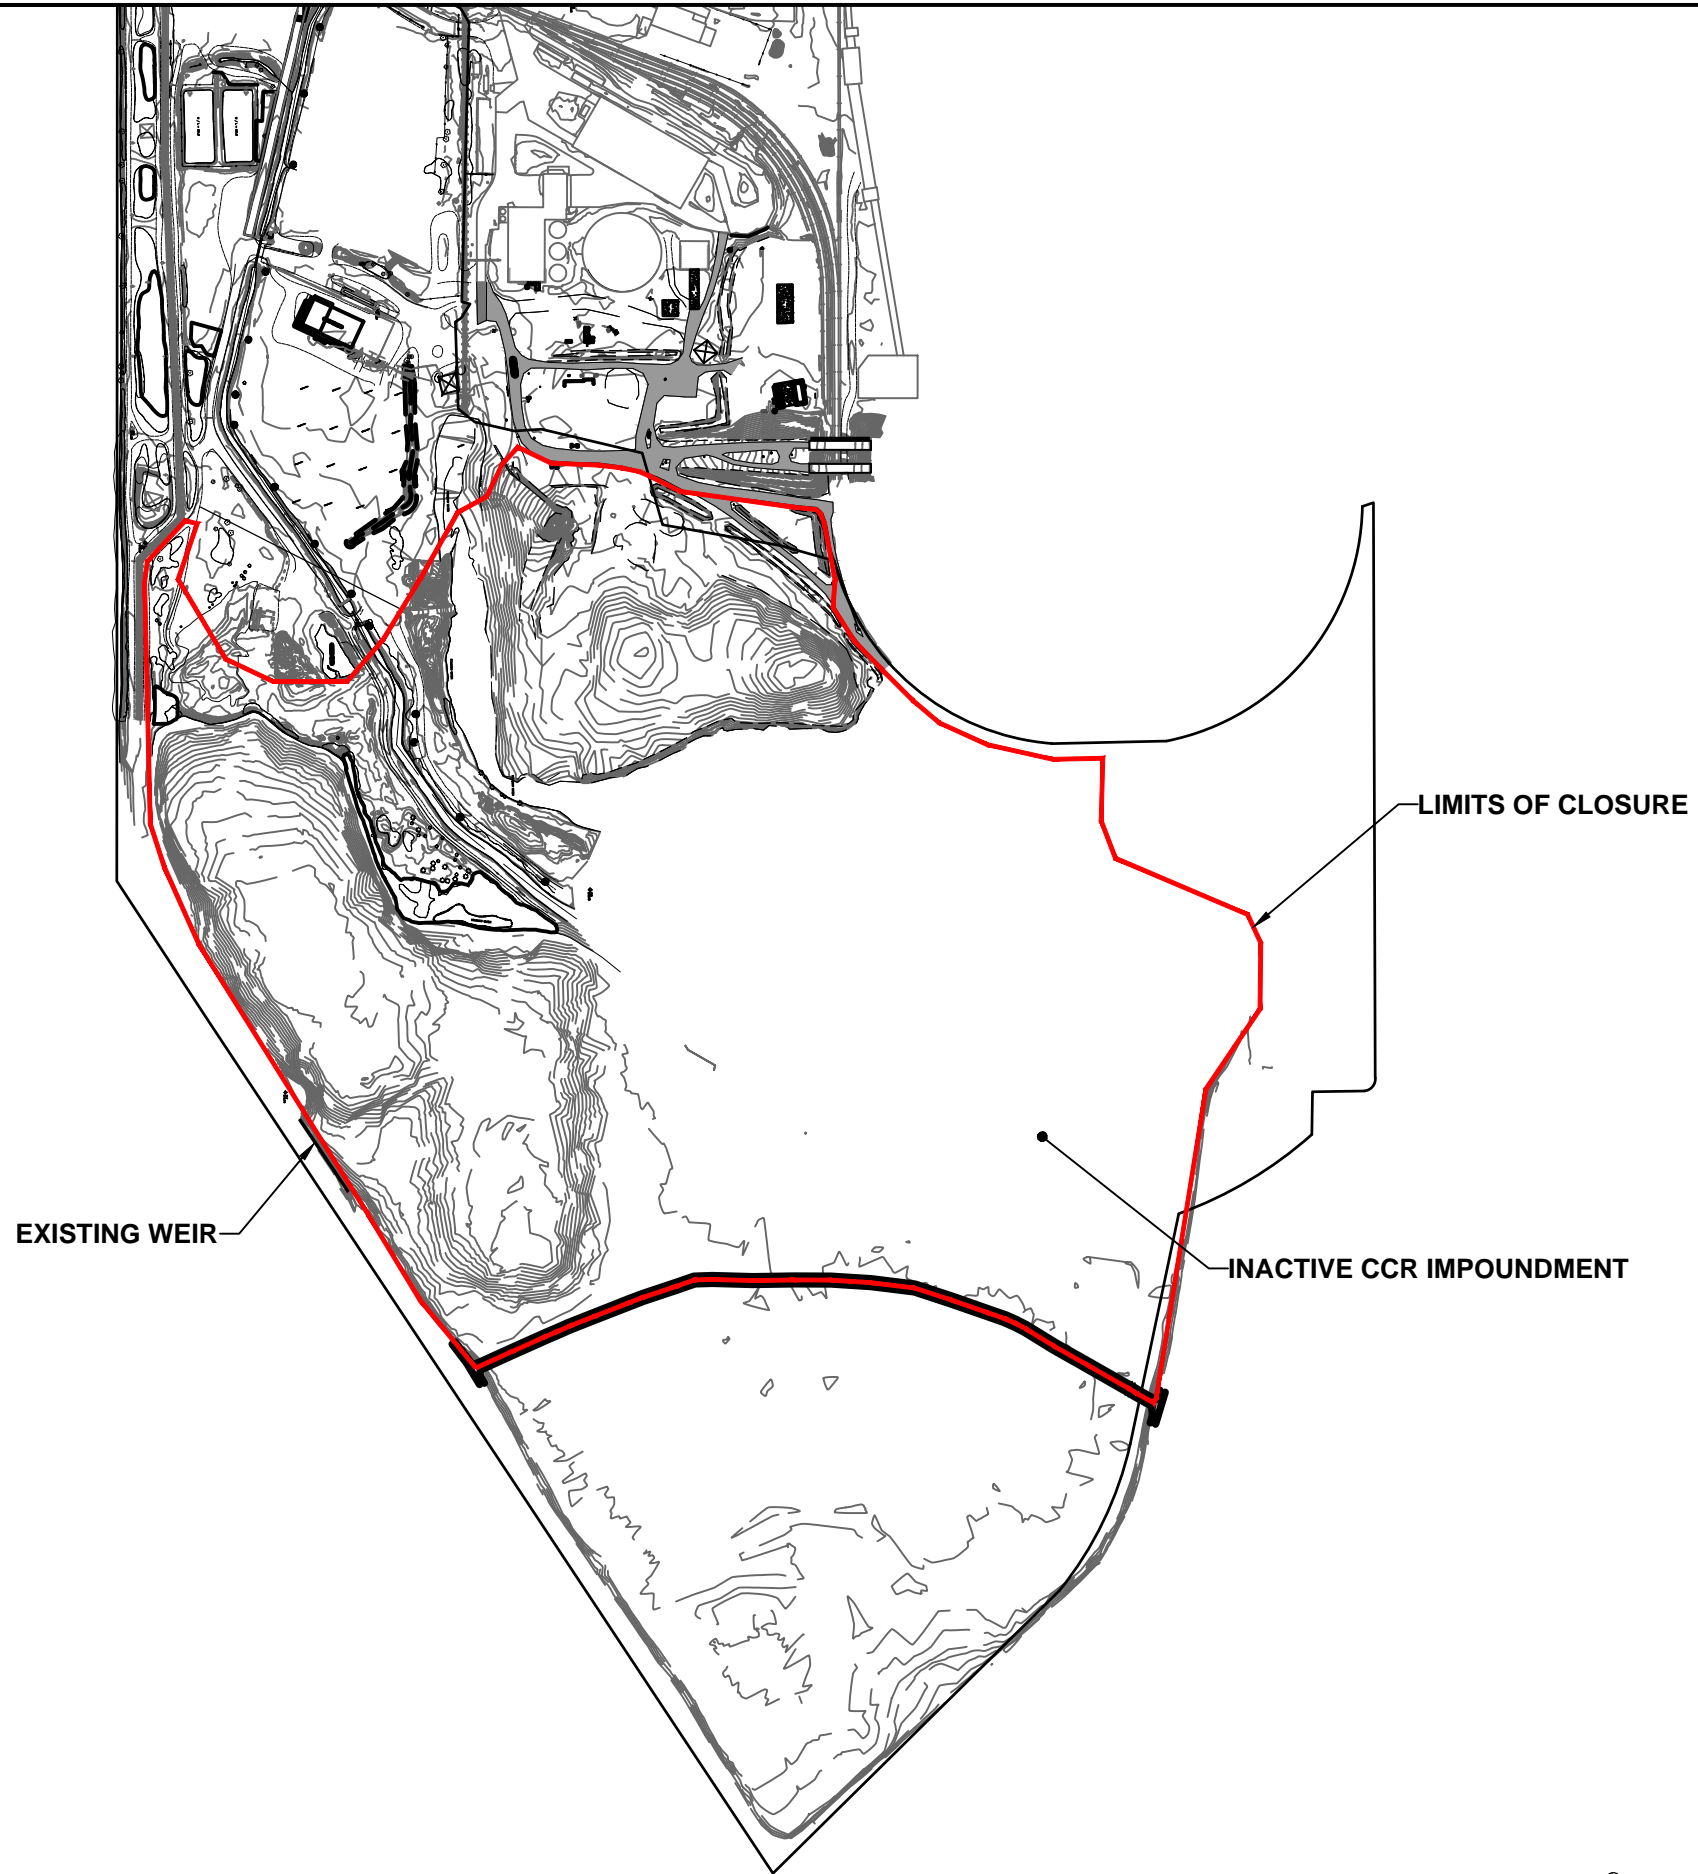 LIMITS OF CLOSURE
EXISTING WEIR
INACTIVE CCR IMPOUNDMENT